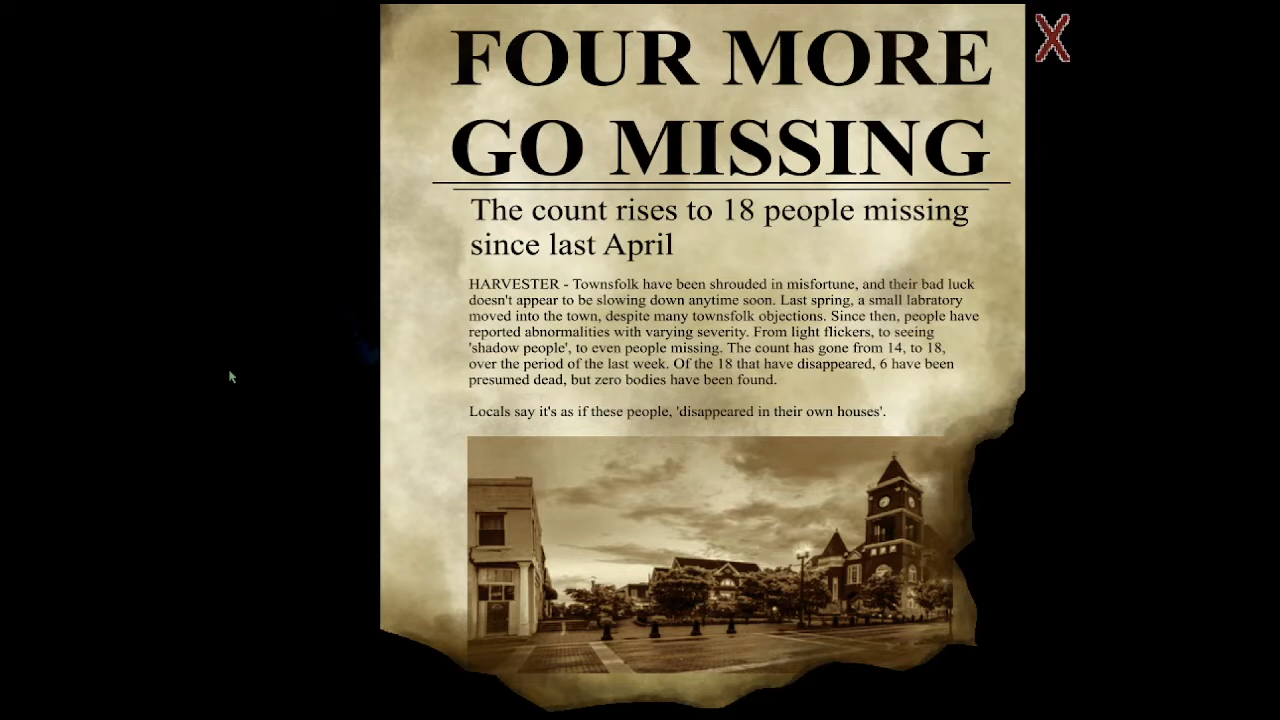 FOUR MORE
GO MISSING
The count rises to 18 people missing
since last April
HARVESTER - Townsfolk have been shrouded in misfortune, and their bad luck
doesn't appear to be slowing down anytime soon. Last spring, a small labratory
moved into the town, despite many townsfolk objections. Since then, people have
reported abnormalities with varying severity. From light flickers, to seeing
'shadow people', to even people missing. The count has gone from 14, to 18,
over the period of the last week. Of the 18 that have disappeared, 6 have been
presumed dead, but zero bodies have been found.
Locals say it's as if these people, 'disappeared in their own houses'.
X